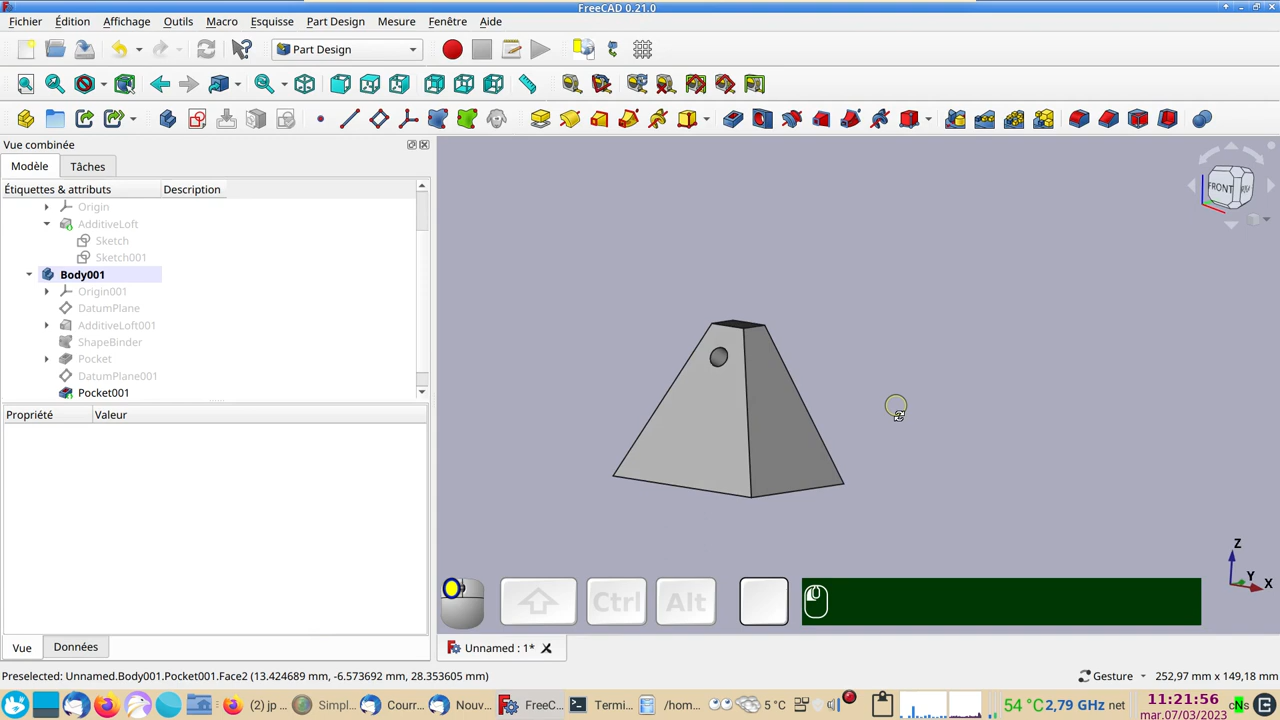 FreeCAD 0.21.0
Fichier Édition Affichage Outils Macro Esquisse Part Design Mesure Fenêtre Aide
Part Design
Vue combinée
Modèle Tâches
Étiquettes & attributs Description
Origin
AdditiveLoft
Sketch
Sketch001
Body001
Origin001
DatumPlane
AdditiveLoft001
ShapeBinder
Pocket
DatumPlane001
Pocket001
Propriété Valeur
FRONT
Z
Y
X
Ctrl Alt
Vue Données
Unnamed : 1*
Preselected: Unnamed.Body001.Pocket001.Face2 (13.424689 mm, -6.573692 mm, 28.353605 mm)
Gesture 252,97 mm x 149,18 mm
(2) jp ... Simpl... Courr... Nouv... FreeC... Termi... /hom... 5 °C 54 °C 2,79 GHz net 11:21:56 cNs
mar.07/03/2023